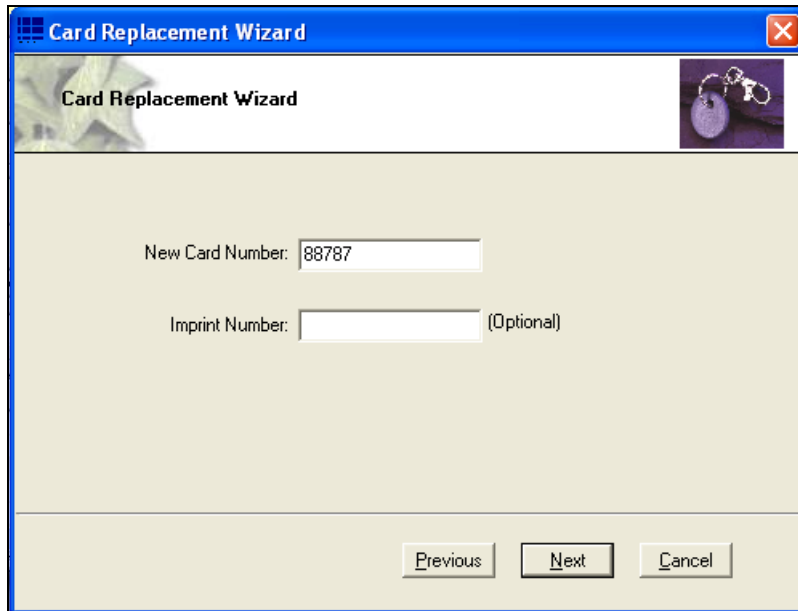 Card Replacement Wizard
Card Replacement Wizard
New Card Number: 88787
Imprint Number: (Optional)
Previous Next Cancel